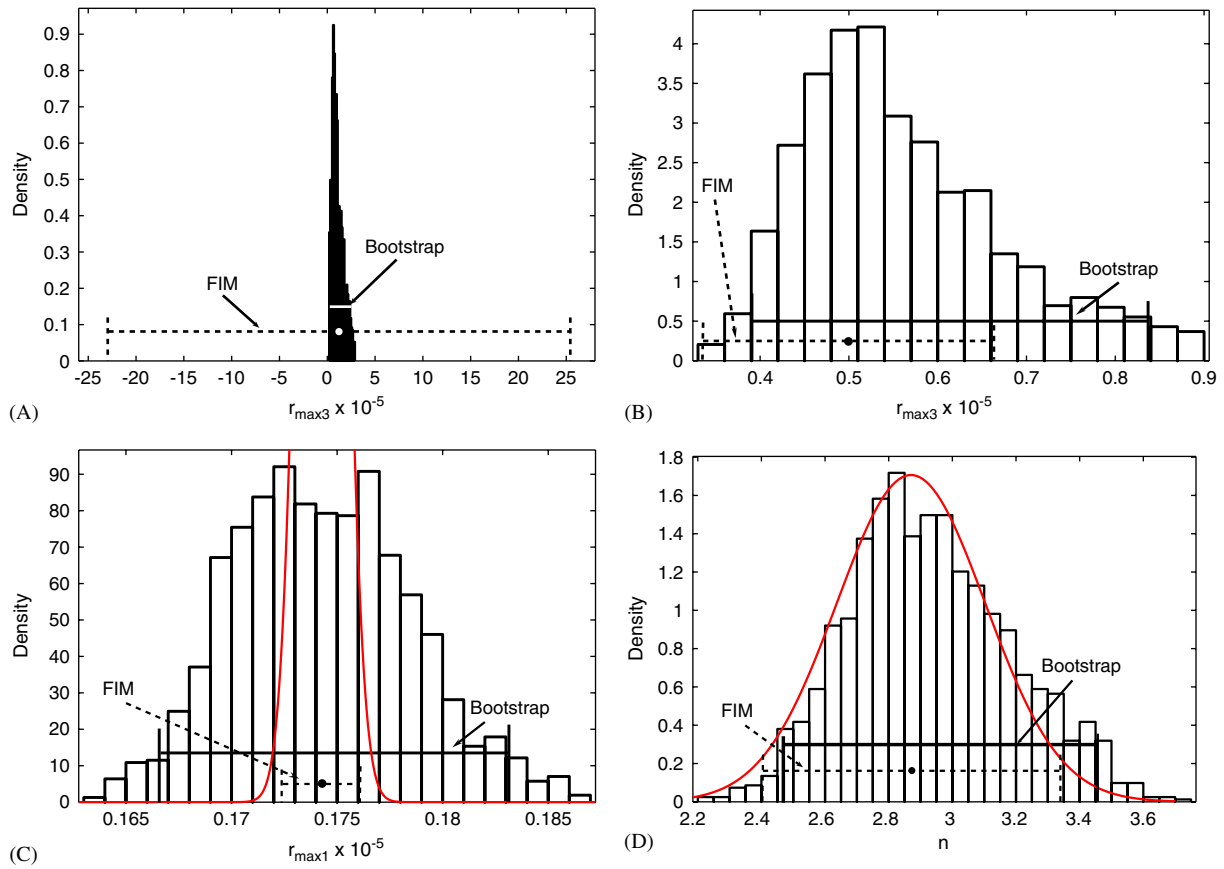 0.9
0.8
0.7
0.6
0.5
0.4
0.3
0.2
0.1
0
Density
FIM
Bootstrap
-25 -20 -15 -10 -5 0 5 10 15 20 25
r_max3 x 10^-5
(A)
4
3.5
3
2.5
2
1.5
1
0.5
0
Density
FIM
Bootstrap
0.4 0.5 0.6 0.7 0.8 0.9
r_max3 x 10^-5
(B)
90
80
70
60
50
40
30
20
10
0
Density
FIM
Bootstrap
0.165 0.17 0.175 0.18 0.185
r_max1 x 10^-5
(C)
1.8
1.6
1.4
1.2
1
0.8
0.6
0.4
0.2
0
Density
FIM
Bootstrap
2.2 2.4 2.6 2.8 3 3.2 3.4 3.6
n
(D)